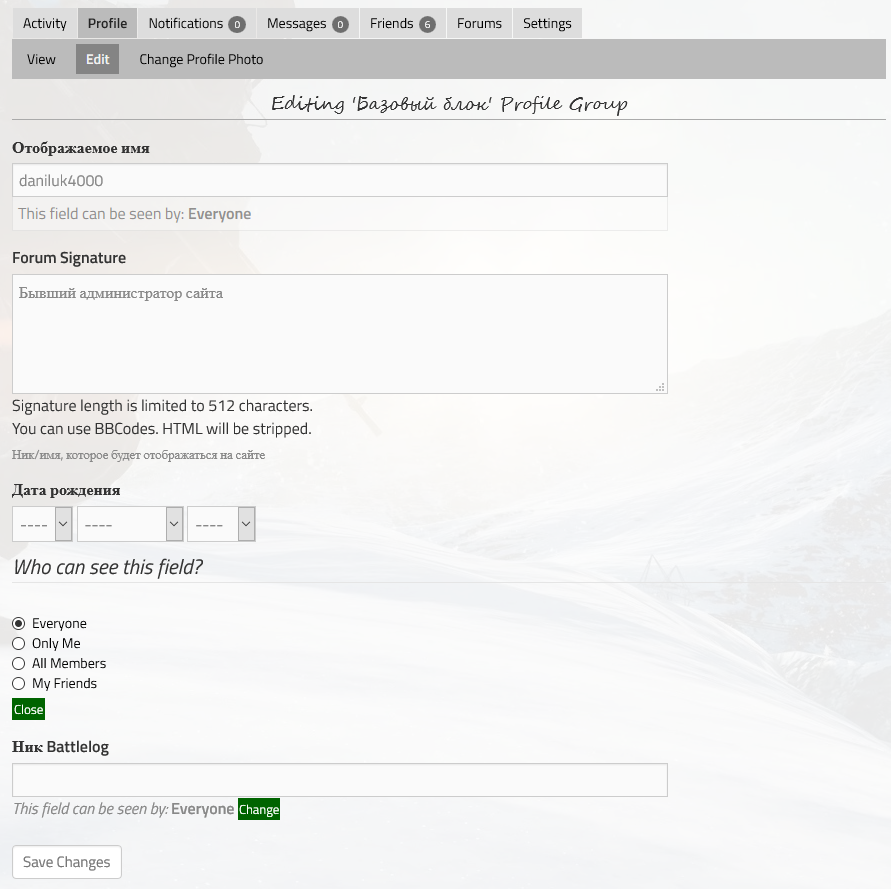 Activity Profile Notifications 0 Messages 0 Friends 6 Forums Settings
View Edit Change Profile Photo
Editing 'Базовый блок' Profile Group
Отображаемое имя
daniluk4000
This field can be seen by: Everyone
Forum Signature
Бывший администратор сайта
Signature length is limited to 512 characters.
You can use BBCodes. HTML will be stripped.
Ник/имя, которое будет отображаться на сайте
Дата рождения
---- ---- ----
Who can see this field?
Everyone
Only Me
All Members
My Friends
Close
Ник Battlelog
This field can be seen by: Everyone Change
Save Changes